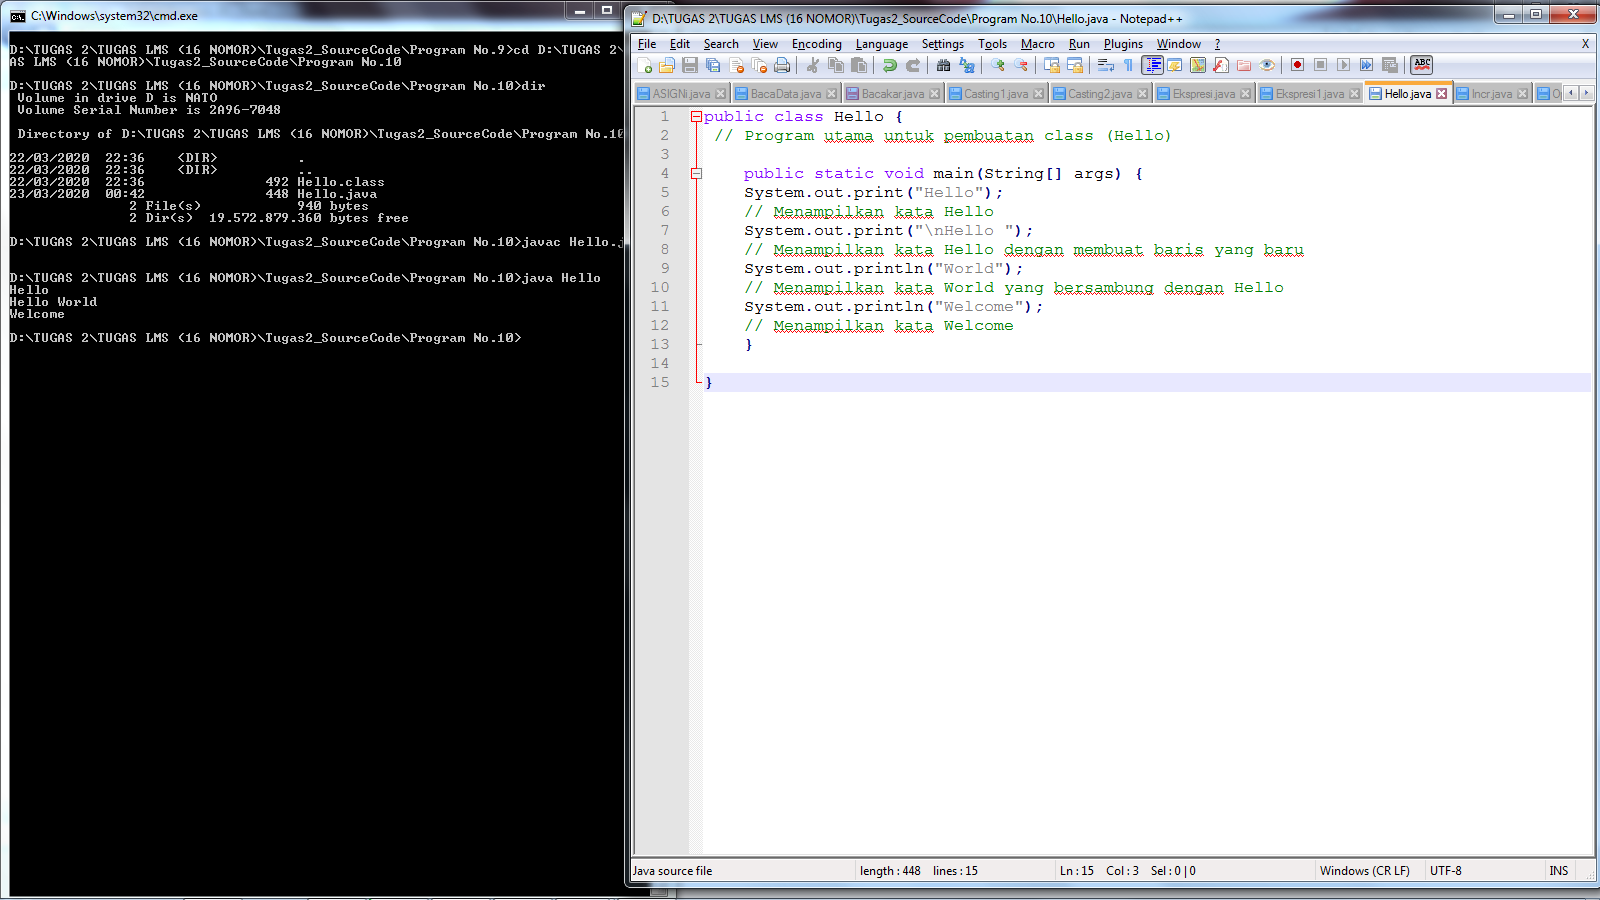 C:\Windows\system32\cmd.exe
D:\TUGAS 2\TUGAS LMS (16 NOMOR)\Tugas2_SourceCode\Program No.9>cd D:\TUGAS 2\
AS LMS (16 NOMOR)\Tugas2_SourceCode\Program No.10
D:\TUGAS 2\TUGAS LMS (16 NOMOR)\Tugas2_SourceCode\Program No.10>dir
Volume in drive D is NATO
Volume Serial Number is 2A96-7048
Directory of D:\TUGAS 2\TUGAS LMS (16 NOMOR)\Tugas2_SourceCode\Program No.10
22/03/2020  22:36    <DIR>          .
22/03/2020  22:36    <DIR>          ..
22/03/2020  22:36               492 Hello.class
23/03/2020  00:42               448 Hello.java
2 File(s)            940 bytes
2 Dir(s)  19.572.879.360 bytes free
D:\TUGAS 2\TUGAS LMS (16 NOMOR)\Tugas2_SourceCode\Program No.10>javac Hello.j
D:\TUGAS 2\TUGAS LMS (16 NOMOR)\Tugas2_SourceCode\Program No.10>java Hello
Hello
Hello World
Welcome
D:\TUGAS 2\TUGAS LMS (16 NOMOR)\Tugas2_SourceCode\Program No.10>
D:\TUGAS 2\TUGAS LMS (16 NOMOR)\Tugas2_SourceCode\Program No.10\Hello.java - Notepad++
File Edit Search View Encoding Language Settings Tools Macro Run Plugins Window ? X
ABC
ASIGNi.java BacaData.java Bacakar.java Casting1.java Casting2.java Ekspresi.java Ekspresi1.java Hello.java Incr.java
1 public class Hello {
2 // Program utama untuk pembuatan class (Hello)
3
4 public static void main(String[] args) {
5 System.out.print("Hello");
6 // Menampilkan kata Hello
7 System.out.print("\nHello ");
8 // Menampilkan kata Hello dengan membuat baris yang baru
9 System.out.println("World");
10 // Menampilkan kata World yang bersambung dengan Hello
11 System.out.println("Welcome");
12 // Menampilkan kata Welcome
13 }
14
15 }
Java source file length : 448 lines : 15 Ln : 15 Col : 3 Sel : 0 | 0 Windows (CR LF) UTF-8 INS